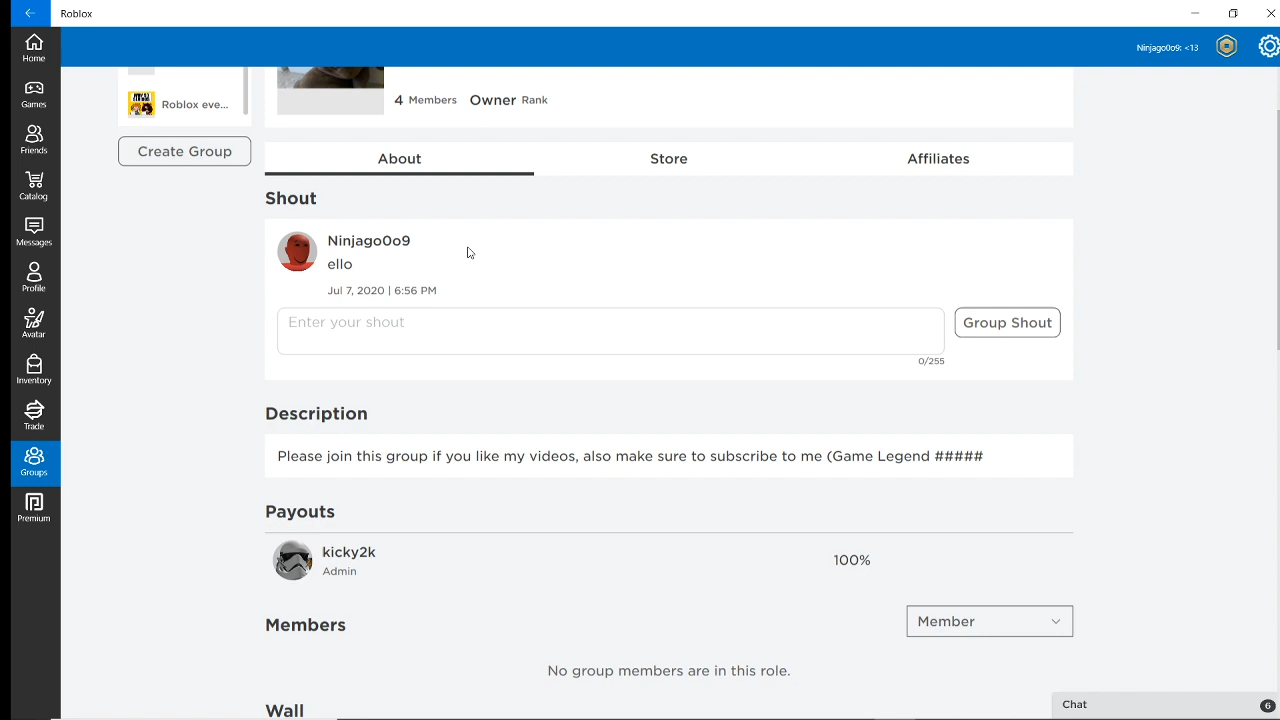 Roblox
Ninjago0o9: <13
Home
Games
Friends
Catalog
Messages
Profile
Avatar
Inventory
Trade
Groups
Premium
Roblox eve...
Create Group
4 Members Owner Rank
About Store Affiliates
Shout
Ninjago0o9
ello
Jul 7, 2020 | 6:56 PM
Enter your shout
Group Shout
0/255
Description
Please join this group if you like my videos, also make sure to subscribe to me (Game Legend #####
Payouts
kicky2k
Admin
100%
Members
Member
No group members are in this role.
Wall
Chat
6